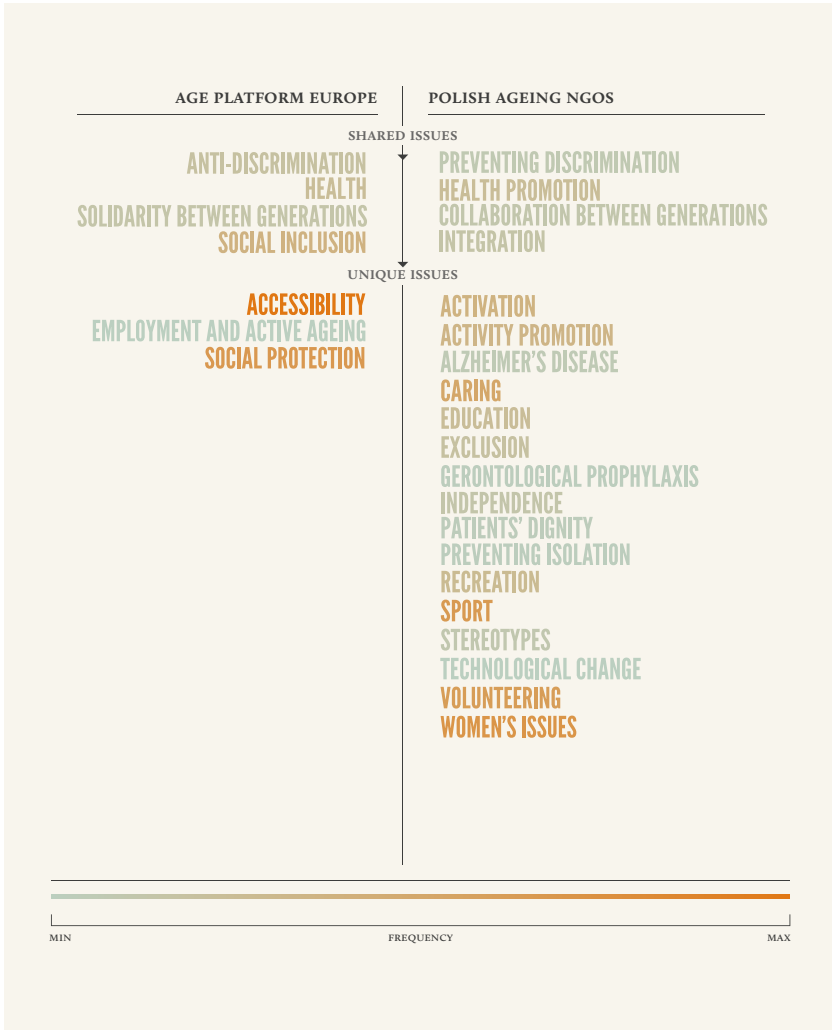 AGE PLATFORM EUROPE
POLISH AGEING NGOS
SHARED ISSUES
ANTI-DISCRIMINATION
HEALTH
SOLIDARITY BETWEEN GENERATIONS
SOCIAL INCLUSION
PREVENTING DISCRIMINATION
HEALTH PROMOTION
COLLABORATION BETWEEN GENERATIONS
INTEGRATION
UNIQUE ISSUES
ACCESSIBILITY
EMPLOYMENT AND ACTIVE AGEING
SOCIAL PROTECTION
ACTIVATION
ACTIVITY PROMOTION
ALZHEIMER'S DISEASE
CARING
EDUCATION
EXCLUSION
GERONTOLOGICAL PROPHYLAXIS
INDEPENDENCE
PATIENTS' DIGNITY
PREVENTING ISOLATION
RECREATION
SPORT
STEREOTYPES
TECHNOLOGICAL CHANGE
VOLUNTEERING
WOMEN'S ISSUES
MIN
FREQUENCY
MAX